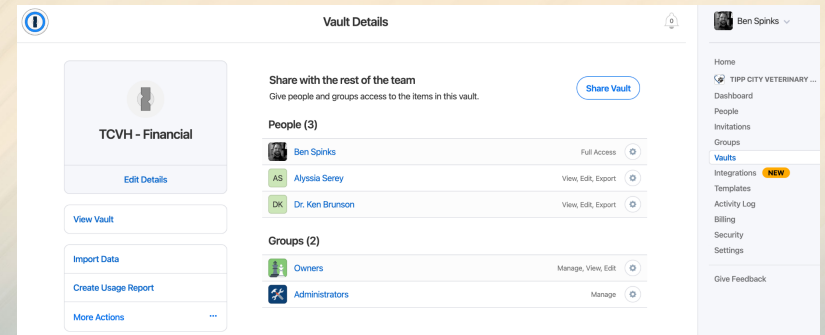 Vault Details
0
Ben Spinks
TCVH - Financial
Edit Details
View Vault
Import Data
Create Usage Report
More Actions ...
Share with the rest of the team
Give people and groups access to the items in this vault.
Share Vault
People (3)
Ben Spinks Full Access
AS Alyssia Serey View, Edit, Export
DK Dr. Ken Brunson View, Edit, Export
Groups (2)
Owners Manage, View, Edit
Administrators Manage
Home
TIPP CITY VETERINARY ...
Dashboard
People
Invitations
Groups
Vaults
Integrations NEW
Templates
Activity Log
Billing
Security
Settings
Give Feedback